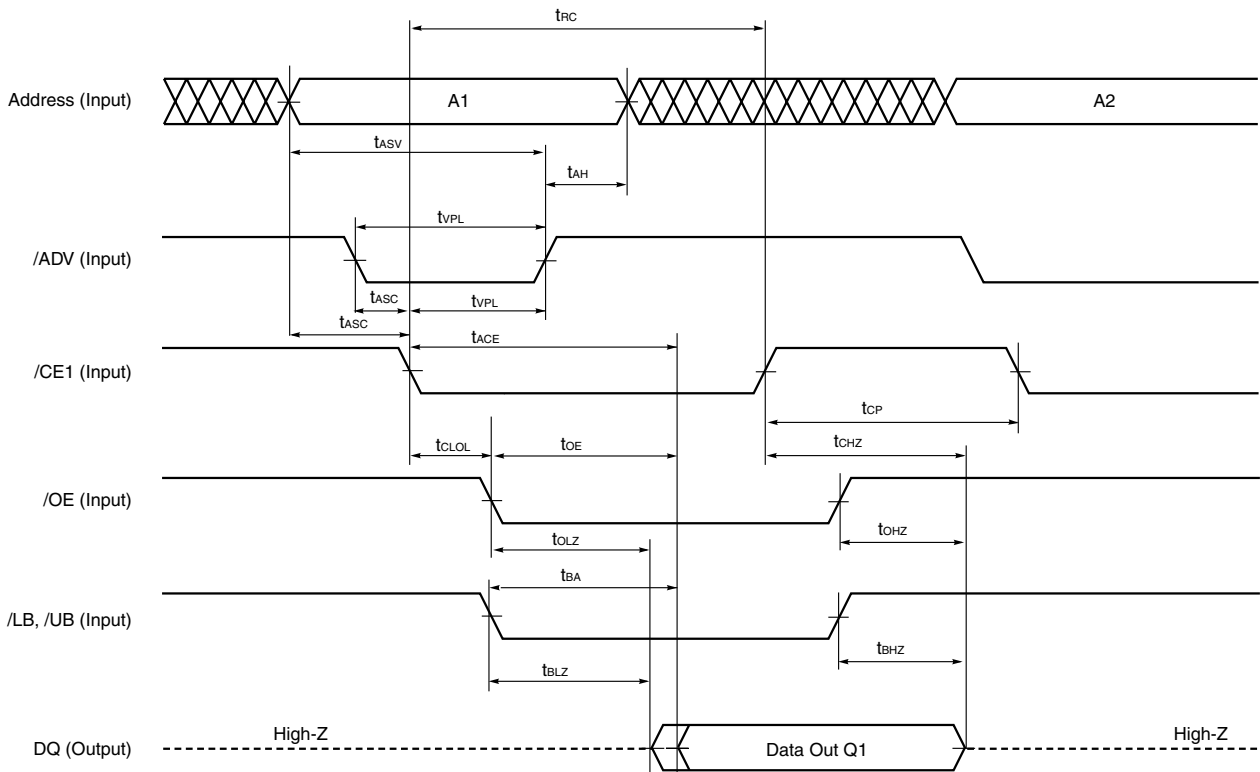 tRC
Address (Input)
A1
A2
tASV
tAH
tVPL
/ADV (Input)
tASC
tVPL
tASC
tACE
/CE1 (Input)
tCP
tCLOL
tOE
tCHZ
/OE (Input)
tOLZ
tOHZ
tBA
/LB, /UB (Input)
tBLZ
tBHZ
High-Z
High-Z
DQ (Output)
Data Out Q1